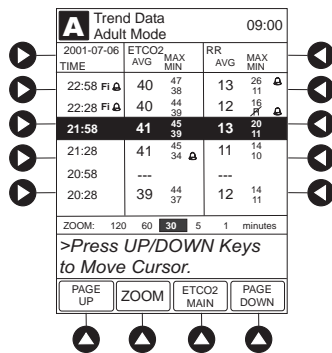 A Trend Data 09:00
Adult Mode
2001-07-06 ETCO2 RR
TIME AVG MAX MIN AVG MAX MIN
22:58 Fi 40 47 38 13 26 11
22:28 Fi 40 44 39 12 16
21:58 41 45 39 13 20 11
21:28 41 45 34 11 14 10
20:58 --- ---
20:28 39 44 37 12 14 11
ZOOM: 120 60 30 5 1 minutes
>Press UP/DOWN Keys
to Move Cursor.
PAGE UP ZOOM ETCO2 MAIN PAGE DOWN